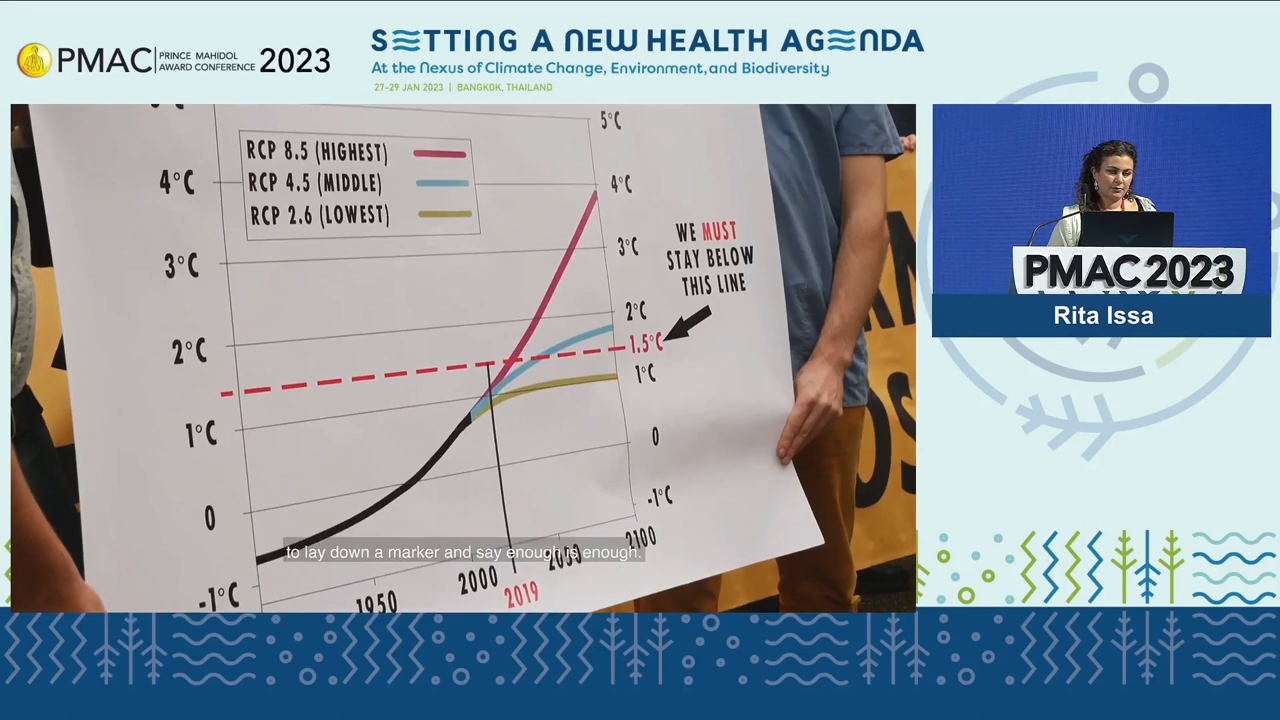 PMAC
PRINCE MAHIDOL
AWARD CONFERENCE
2023
SETTING A NEW HEALTH AGENDA
At the Nexus of Climate Change, Environment, and Biodiversity
27-29 JAN 2023 | BANGKOK, THAILAND
RCP 8.5 (HIGHEST)
RCP 4.5 (MIDDLE)
RCP 2.6 (LOWEST)
4°C
3°C
2°C
1°C
0
-1°C
5°C
4°C
3°C
2°C
1.5°C
1°C
0
-1°C
WE MUST
STAY BELOW
THIS LINE
1950
2000
2019
2050
2100
to lay down a marker and say enough is enough.
PMAC2023
Rita Issa